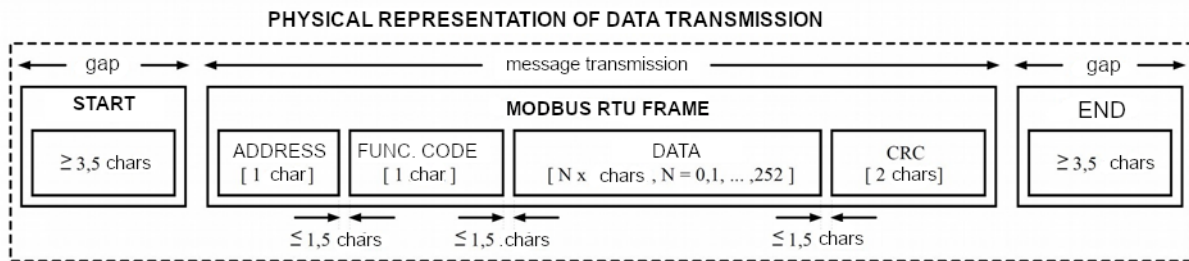 PHYSICAL REPRESENTATION OF DATA TRANSMISSION
gap
message transmission
gap
START
MODBUS RTU FRAME
END
≥ 3,5 chars
ADDRESS
[ 1 char]
FUNC. CODE
[ 1 char ]
DATA
[ N x chars , N = 0,1, ... ,252 ]
CRC
[ 2 chars]
≥ 3,5 chars
≤ 1,5 chars
≤ 1,5 .chars
≤ 1,5 chars